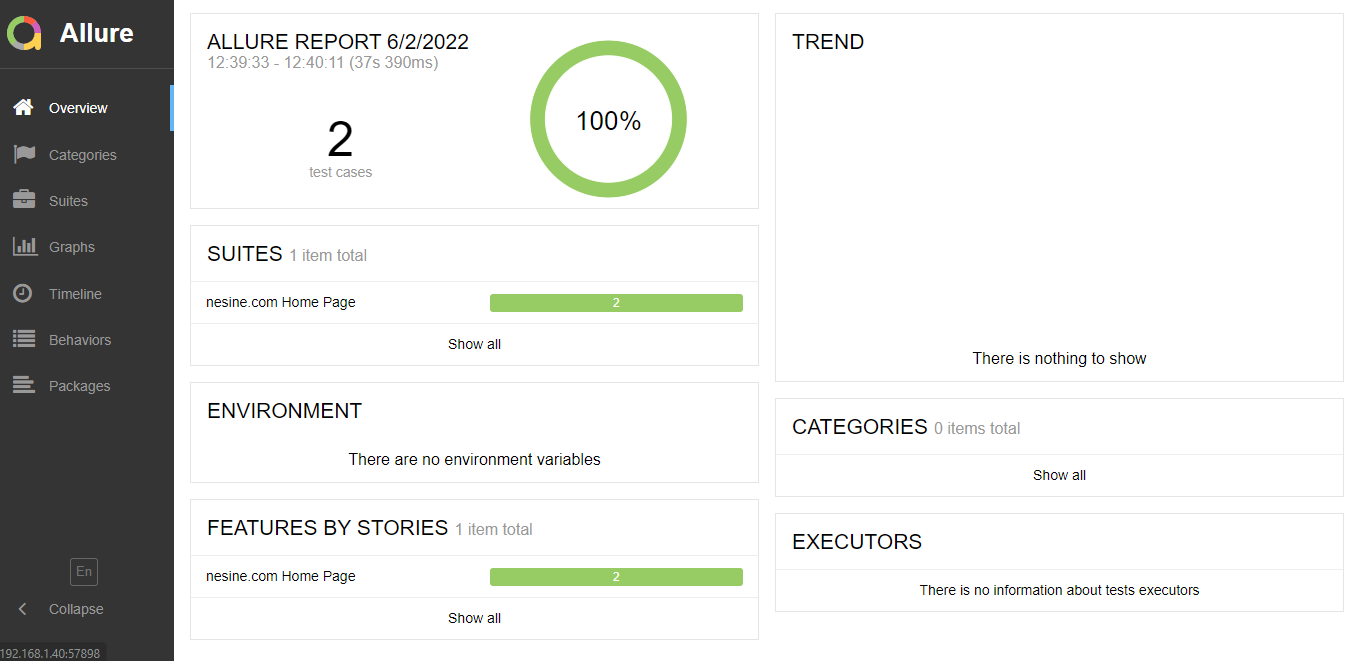 Allure
Overview
Categories
Suites
Graphs
Timeline
Behaviors
Packages
En
Collapse
192.168.1.40:57898
ALLURE REPORT 6/2/2022
12:39:33 - 12:40:11 (37s 390ms)
2
test cases
100%
SUITES 1 item total
nesine.com Home Page 2
Show all
ENVIRONMENT
There are no environment variables
FEATURES BY STORIES 1 item total
nesine.com Home Page 2
Show all
TREND
There is nothing to show
CATEGORIES 0 items total
Show all
EXECUTORS
There is no information about tests executors